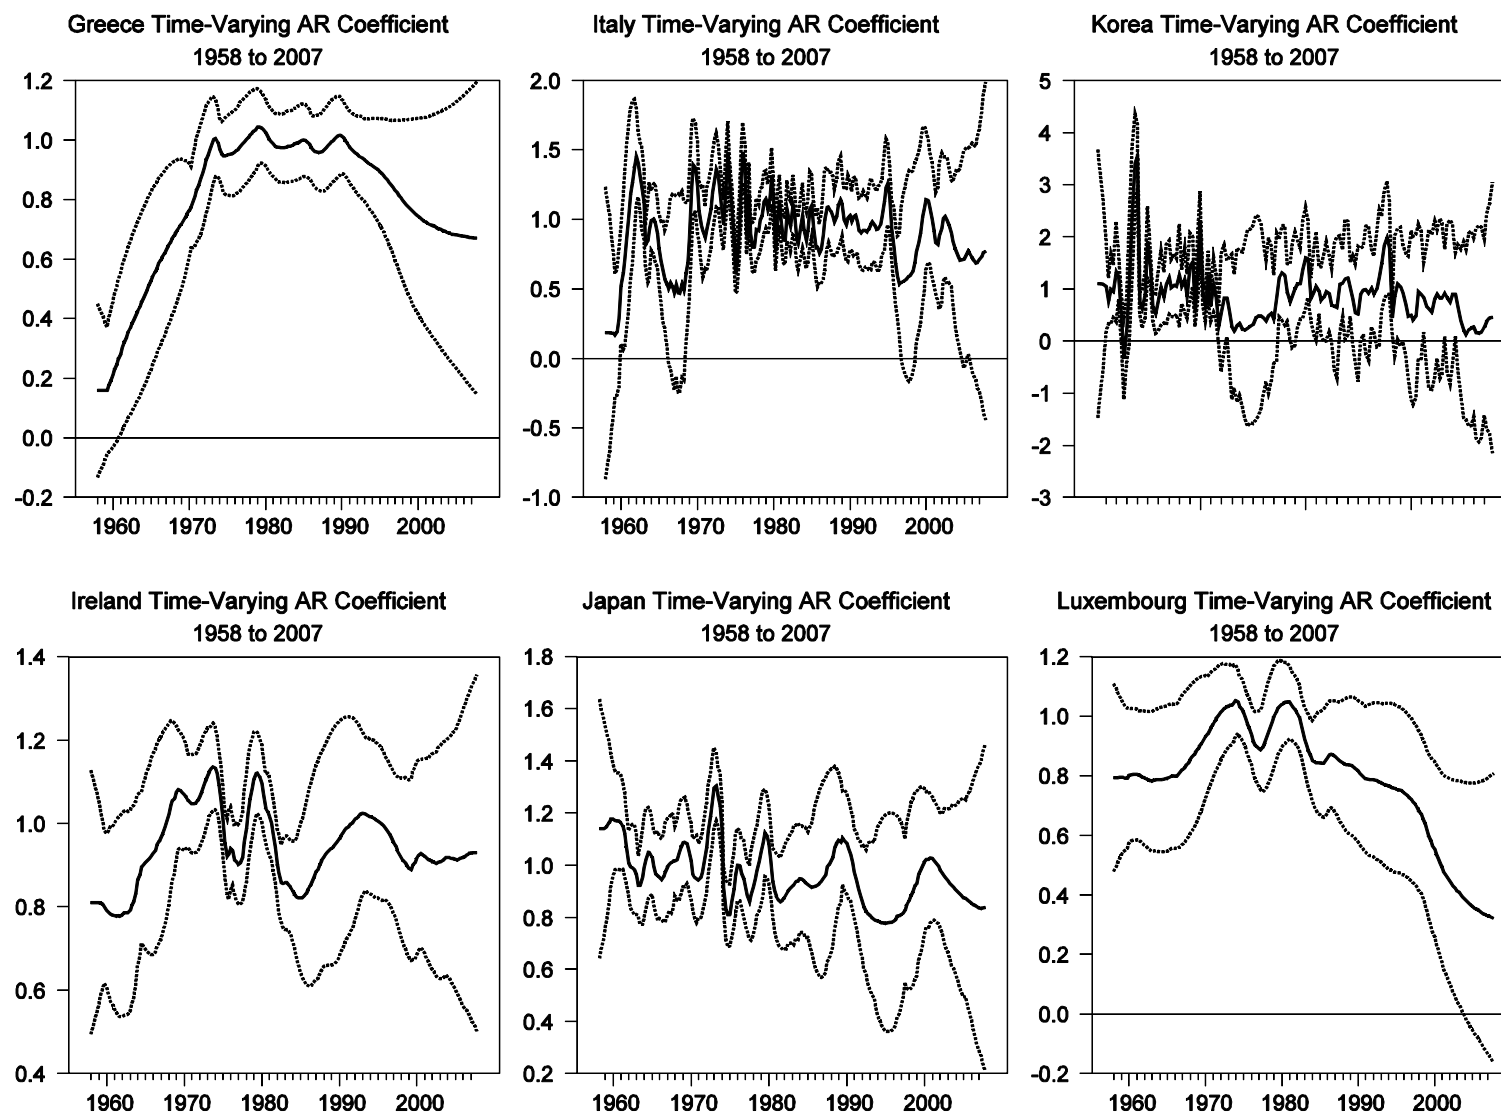 Greece Time-Varying AR Coefficient
1958 to 2007
1.2
1.0
0.8
0.6
0.4
0.2
0.0
-0.2
1960 1970 1980 1990 2000
Italy Time-Varying AR Coefficient
1958 to 2007
2.0
1.5
1.0
0.5
0.0
-0.5
-1.0
1960 1970 1980 1990 2000
Korea Time-Varying AR Coefficient
1958 to 2007
5
4
3
2
1
0
-1
-2
-3
Ireland Time-Varying AR Coefficient
1958 to 2007
1.4
1.2
1.0
0.8
0.6
0.4
1960 1970 1980 1990 2000
Japan Time-Varying AR Coefficient
1958 to 2007
1.8
1.6
1.4
1.2
1.0
0.8
0.6
0.4
0.2
1960 1970 1980 1990 2000
Luxembourg Time-Varying AR Coefficient
1958 to 2007
1.2
1.0
0.8
0.6
0.4
0.2
0.0
-0.2
1960 1970 1980 1990 2000